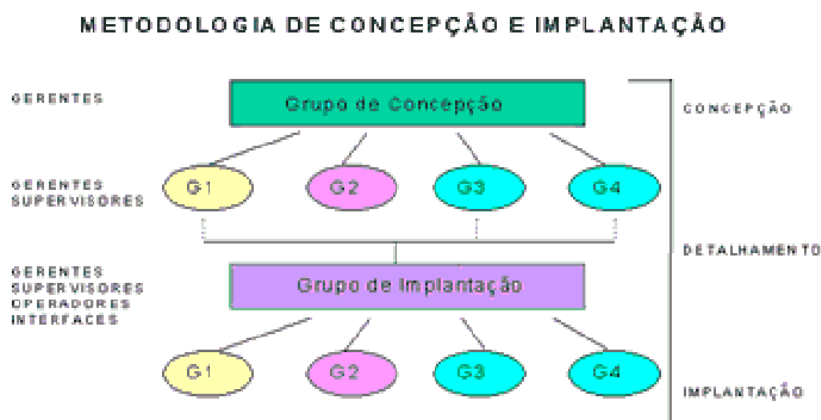 METODOLOGIA DE CONCEPÇÃO E IMPLANTAÇÃO
GERENTES
Grupo de Concepção
CONCEPÇÃO
GERENTES
SUPERVISORES
G1
G2
G3
G4
DETALHAMENTO
GERENTES
SUPERVISORES
OPERADORES
INTERFACES
Grupo de Implantação
G1
G2
G3
G4
IMPLANTAÇÃO